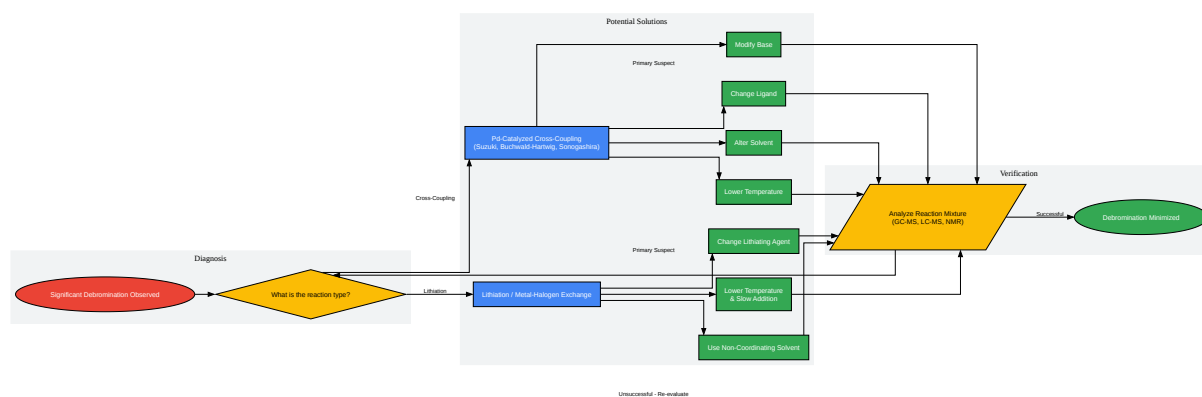 Potential Solutions
Modify Base
Primary Suspect
Change Ligand
Pd-Catalyzed Cross-Coupling
(Suzuki, Buchwald-Hartwig, Sonogashira)
Alter Solvent
Verification
Lower Temperature
Cross-Coupling
Analyze Reaction Mixture
(GC-MS, LC-MS, NMR)
Successful
Debromination Minimized
Change Lithiating Agent
Primary Suspect
Diagnosis
Significant Debromination Observed
What is the reaction type?
Lithiation
Lithiation / Metal-Halogen Exchange
Lower Temperature
& Slow Addition
Use Non-Coordinating Solvent
Unsuccessful - Re-evaluate